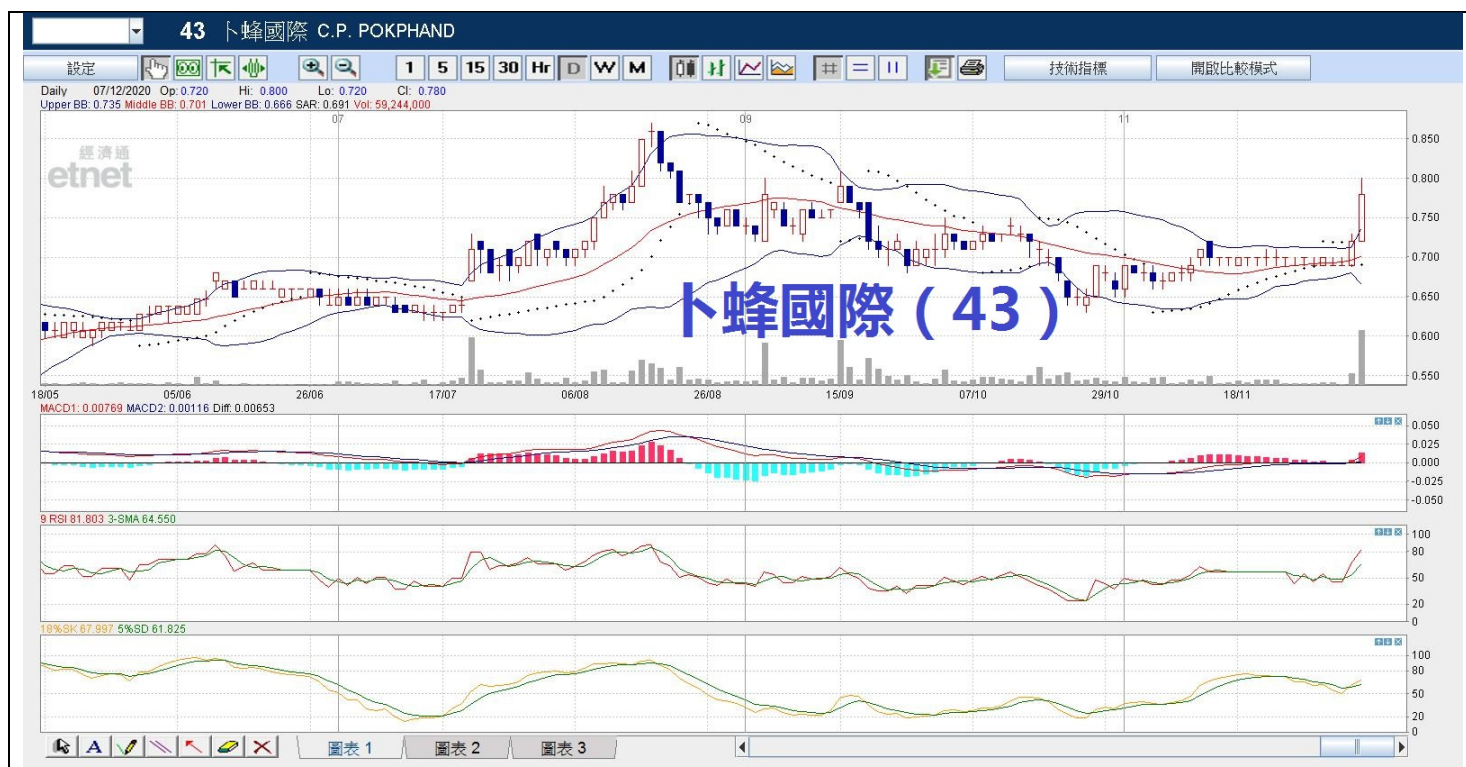 43 卜蜂國際 C.P. POKPHAND
設定 1 5 15 30 Hr D W M 技術指標 開啟比較模式
Daily 07/12/2020 Op: 0.720 Hi: 0.800 Lo: 0.720 Cl: 0.780
Upper BB: 0.735 Middle BB: 0.701 Lower BB: 0.666 SAR: 0.691 Vol: 59,244,000
07 09 11
0.850
經濟通
etnet
0.800
0.750
0.700
卜蜂國際（43）
0.650
0.600
0.550
18/05 05/06 26/06 17/07 06/08 26/08 15/09 07/10 29/10 18/11
MACD1: 0.00769 MACD2: 0.00116 Diff: 0.00653
0.050
0.025
0.000
-0.025
-0.050
9 RSI 81.803 3-SMA 64.550
100
80
50
20
0
18%SK 67.997 5%SD 61.825
100
80
50
20
0
A 圖表 1 圖表 2 圖表 3